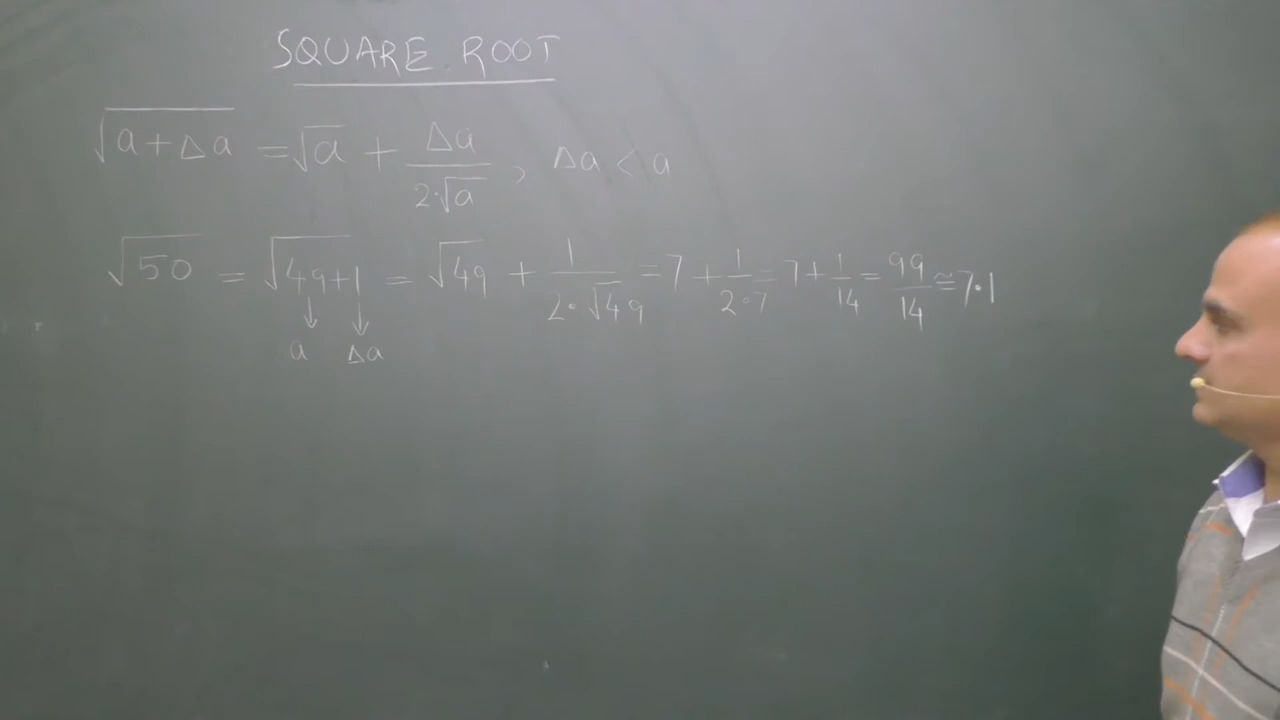 SQUARE ROOT
√(a+Δa) = √a + Δa/(2·√a) , Δa < a
√50 = √(49+1) = √49 + 1/(2·√49) = 7 + 1/(2·7) = 7 + 1/14 = 99/14 ≅ 7·1
a Δa